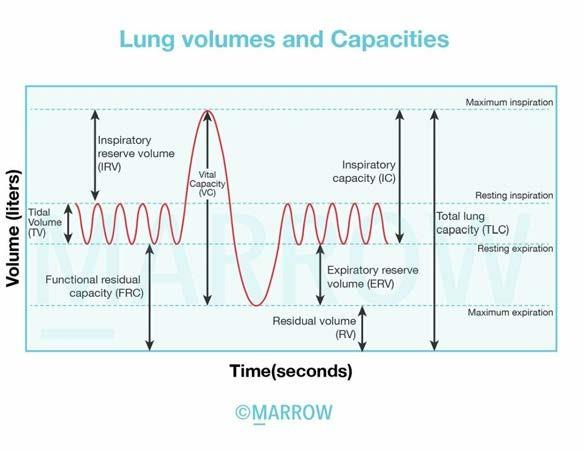 Lung volumes and Capacities
Maximum inspiration
Inspiratory
reserve volume
(IRV)
Vital
Capacity
(VC)
Inspiratory
capacity (IC)
Resting inspiration
Tidal
Volume
(TV)
Total lung
capacity (TLC)
Resting expiration
Functional residual
capacity (FRC)
Expiratory reserve
volume (ERV)
Residual volume
(RV)
Maximum expiration
Volume (liters)
Time(seconds)
MARROW
©MARROW